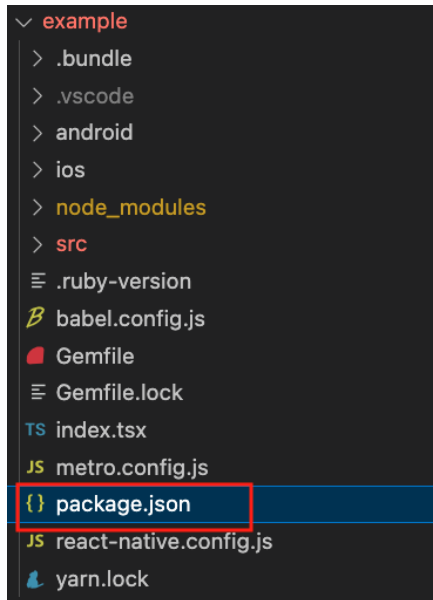 example
.bundle
.vscode
android
ios
node_modules
src
.ruby-version
babel.config.js
Gemfile
Gemfile.lock
TS index.tsx
JS metro.config.js
{} package.json
JS react-native.config.js
yarn.lock